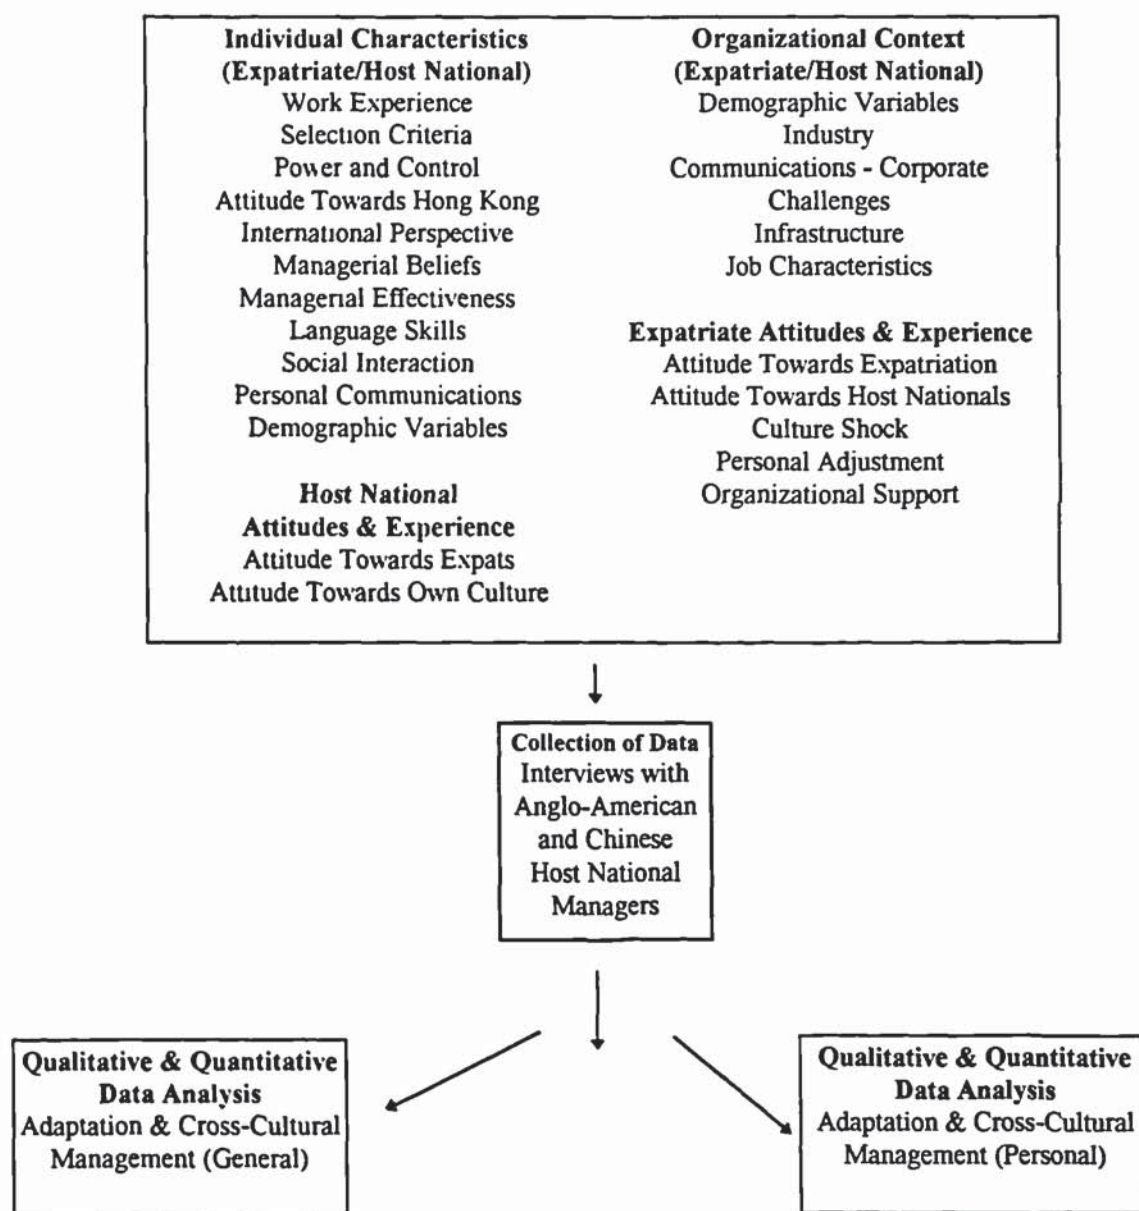 Individual Characteristics
(Expatriate/Host National)
Work Experience
Selection Criteria
Power and Control
Attitude Towards Hong Kong
International Perspective
Managerial Beliefs
Managerial Effectiveness
Language Skills
Social Interaction
Personal Communications
Demographic Variables
Host National
Attitudes & Experience
Attitude Towards Expats
Attitude Towards Own Culture
Organizational Context
(Expatriate/Host National)
Demographic Variables
Industry
Communications - Corporate
Challenges
Infrastructure
Job Characteristics
Expatriate Attitudes & Experience
Attitude Towards Expatriation
Attitude Towards Host Nationals
Culture Shock
Personal Adjustment
Organizational Support
Collection of Data
Interviews with
Anglo-American
and Chinese
Host National
Managers
Qualitative & Quantitative
Data Analysis
Adaptation & Cross-Cultural
Management (General)
Qualitative & Quantitative
Data Analysis
Adaptation & Cross-Cultural
Management (Personal)